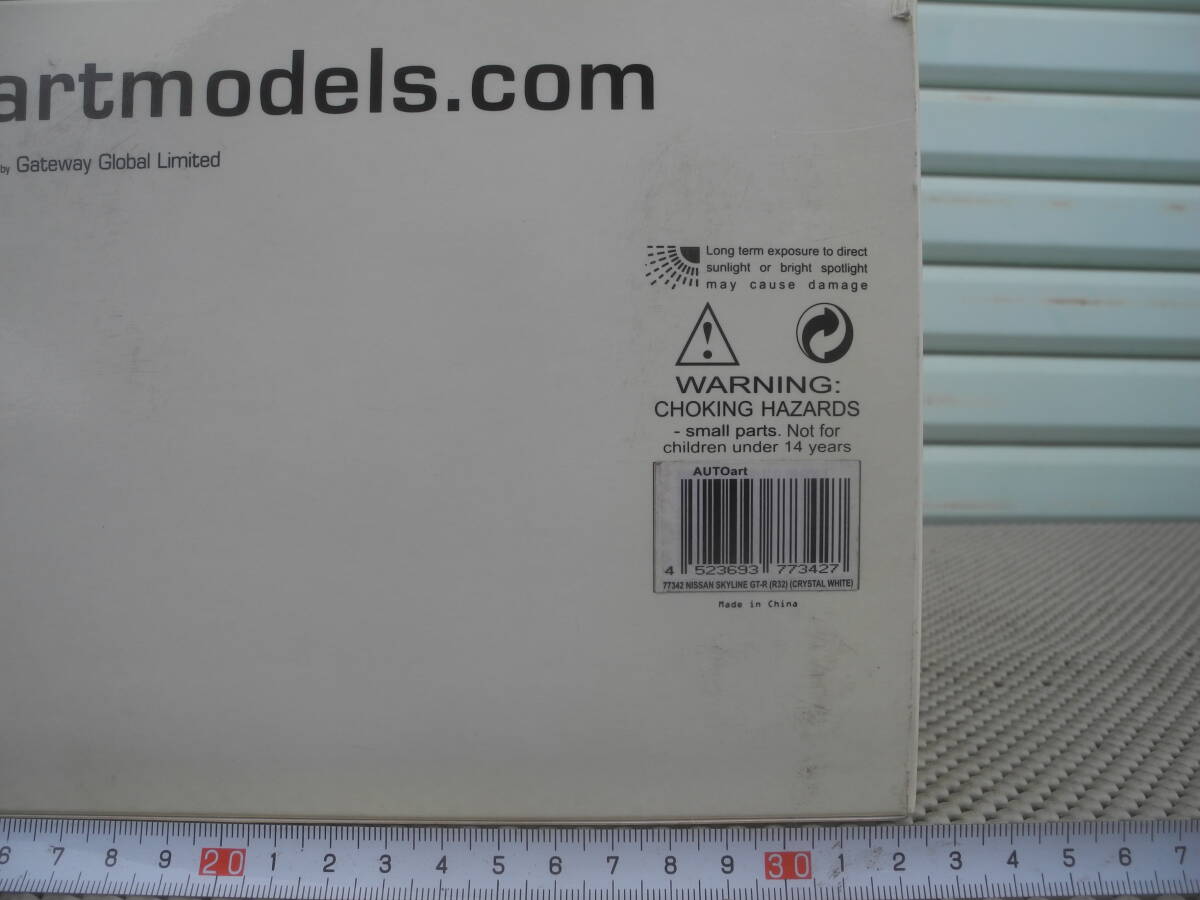 artmodels.com
by Gateway Global Limited
Long term exposure to direct
sunlight or bright spotlight
may cause damage
WARNING:
CHOKING HAZARDS
- small parts. Not for
children under 14 years
AUTOart
4 523693 773427
77342 NISSAN SKYLINE GT-R (R32) (CRYSTAL WHITE)
Made in China
6 7 8 9 20 1 2 3 4 5 6 7 8 9 30 1 2 3 4 5 6 7